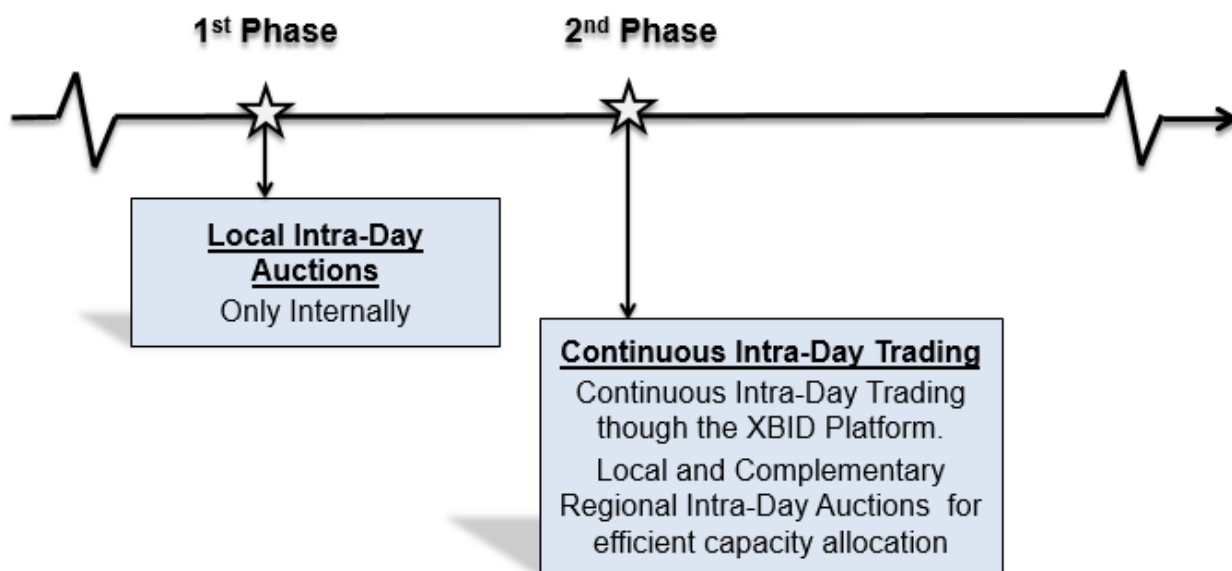 1st Phase
2nd Phase
Local Intra-Day
Auctions
Only Internally
Continuous Intra-Day Trading
Continuous Intra-Day Trading
though the XBID Platform.
Local and Complementary
Regional Intra-Day Auctions for
efficient capacity allocation